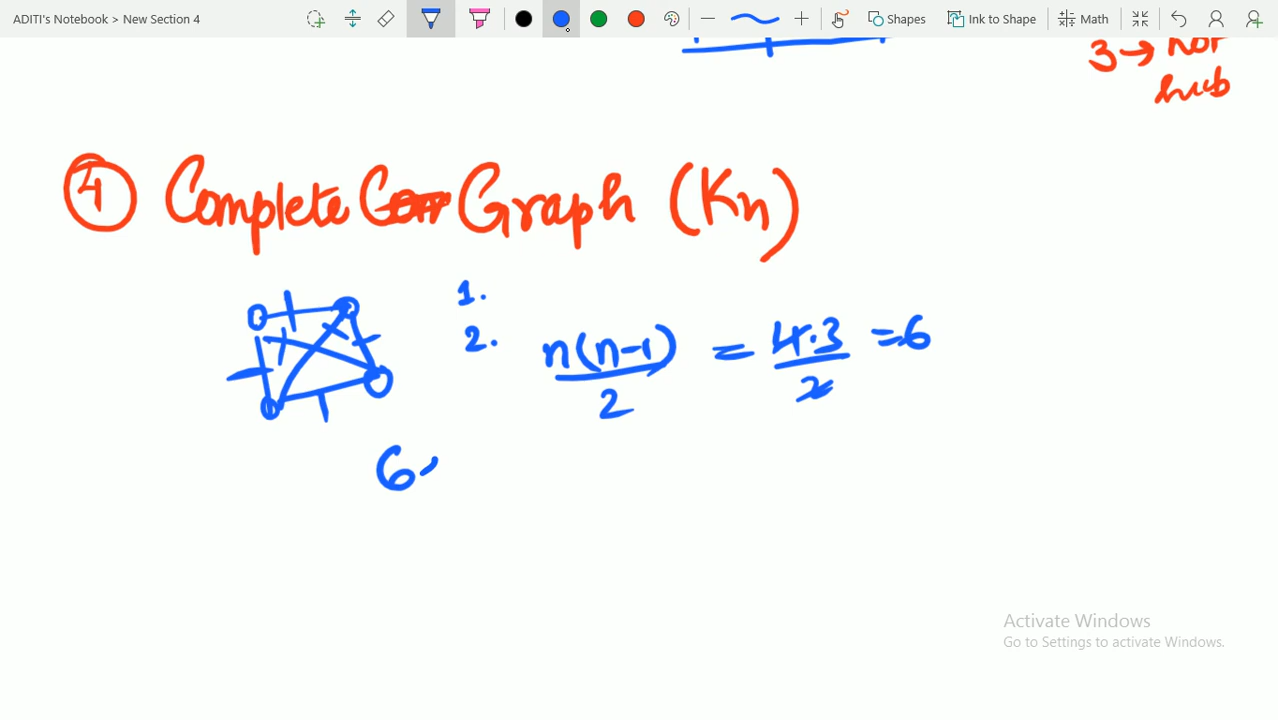 ADITI's Notebook > New Section 4
Shapes
Ink to Shape
Math
3 → not
hub
4 Complete Graph (Kn)
1.
2. n(n-1)/2 = 4.3/2 = 6
6
Activate Windows
Go to Settings to activate Windows.